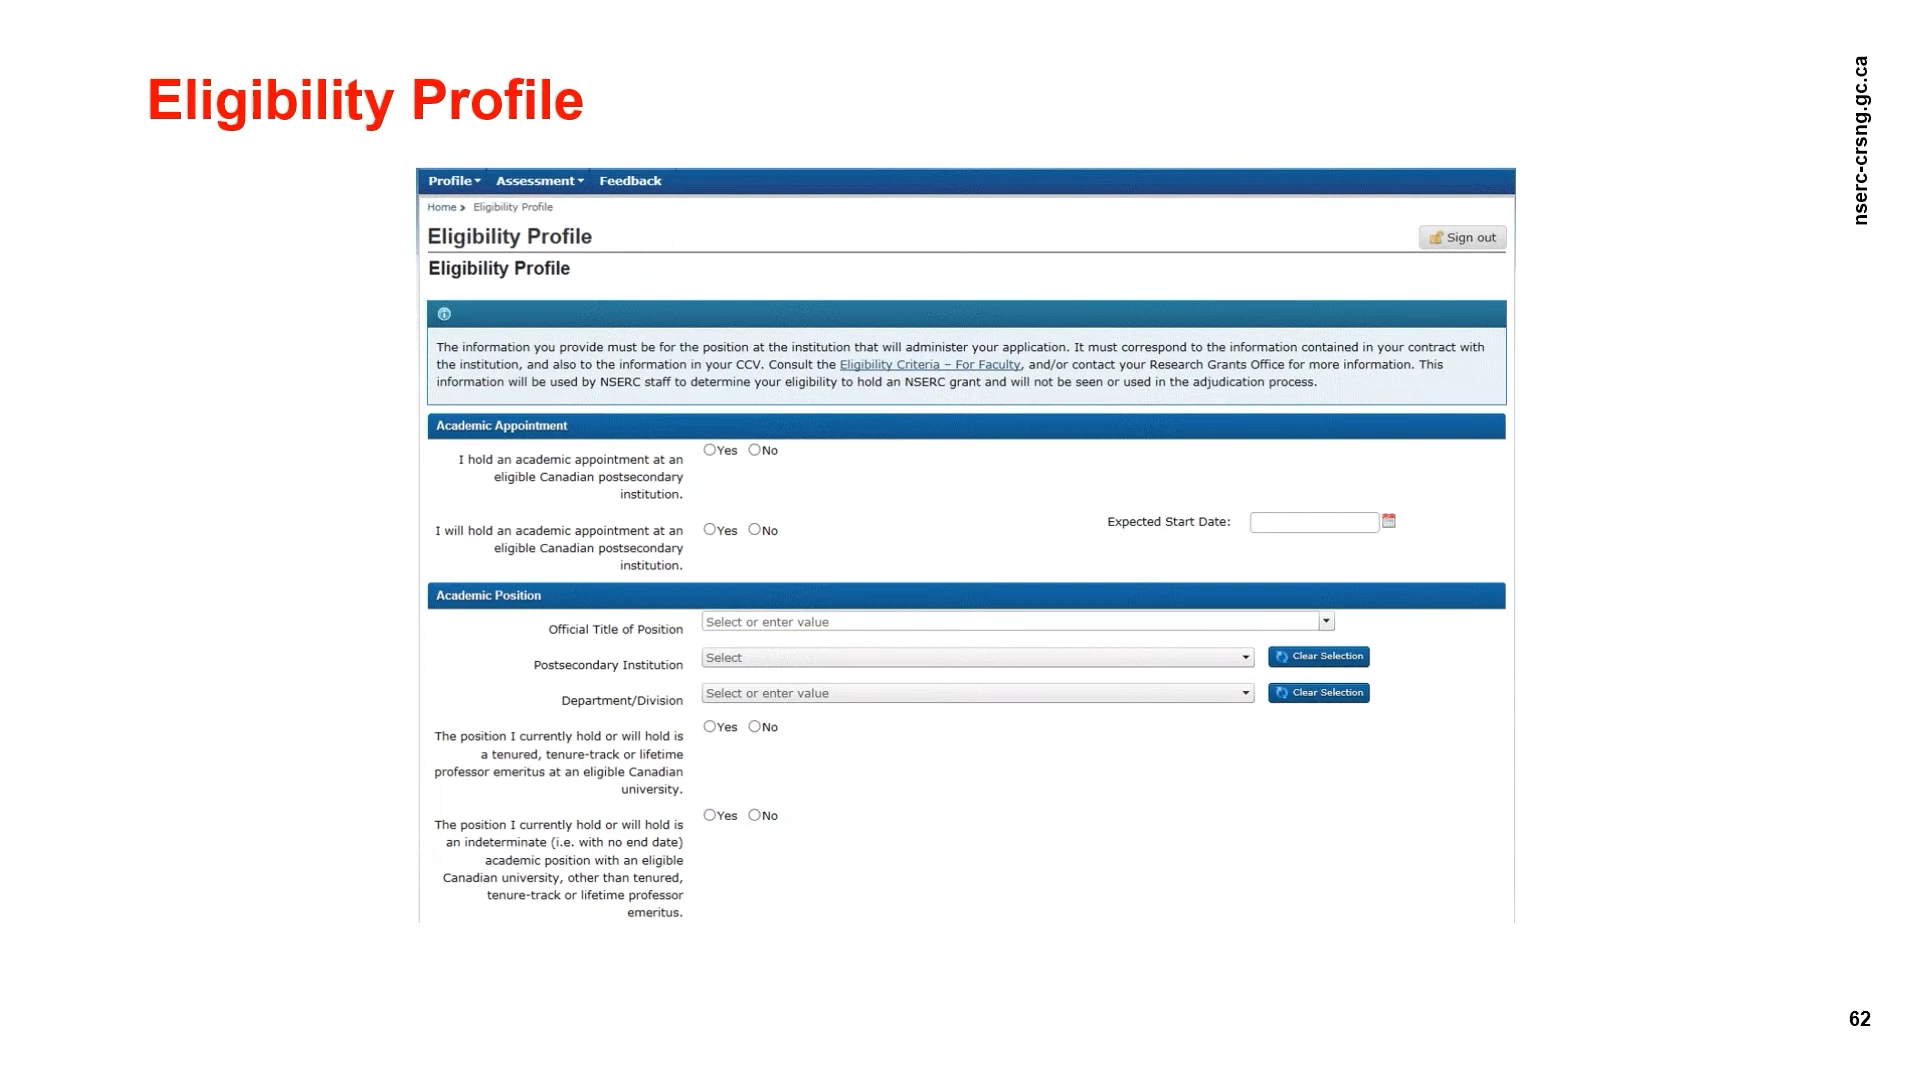 Eligibility Profile
nserc-crsng.gc.ca
Profile Assessment Feedback
Home > Eligibility Profile
Eligibility Profile
Sign out
Eligibility Profile
The information you provide must be for the position at the institution that will administer your application. It must correspond to the information contained in your contract with
the institution, and also to the information in your CCV. Consult the Eligibility Criteria – For Faculty, and/or contact your Research Grants Office for more information. This
information will be used by NSERC staff to determine your eligibility to hold an NSERC grant and will not be seen or used in the adjudication process.
Academic Appointment
I hold an academic appointment at an
eligible Canadian postsecondary
institution.
Yes No
I will hold an academic appointment at an
eligible Canadian postsecondary
institution.
Yes No
Expected Start Date:
Academic Position
Official Title of Position
Select or enter value
Postsecondary Institution
Select
Clear Selection
Department/Division
Select or enter value
Clear Selection
The position I currently hold or will hold is
a tenured, tenure-track or lifetime
professor emeritus at an eligible Canadian
university.
Yes No
The position I currently hold or will hold is
an indeterminate (i.e. with no end date)
academic position with an eligible
Canadian university, other than tenured,
tenure-track or lifetime professor
emeritus.
Yes No
62